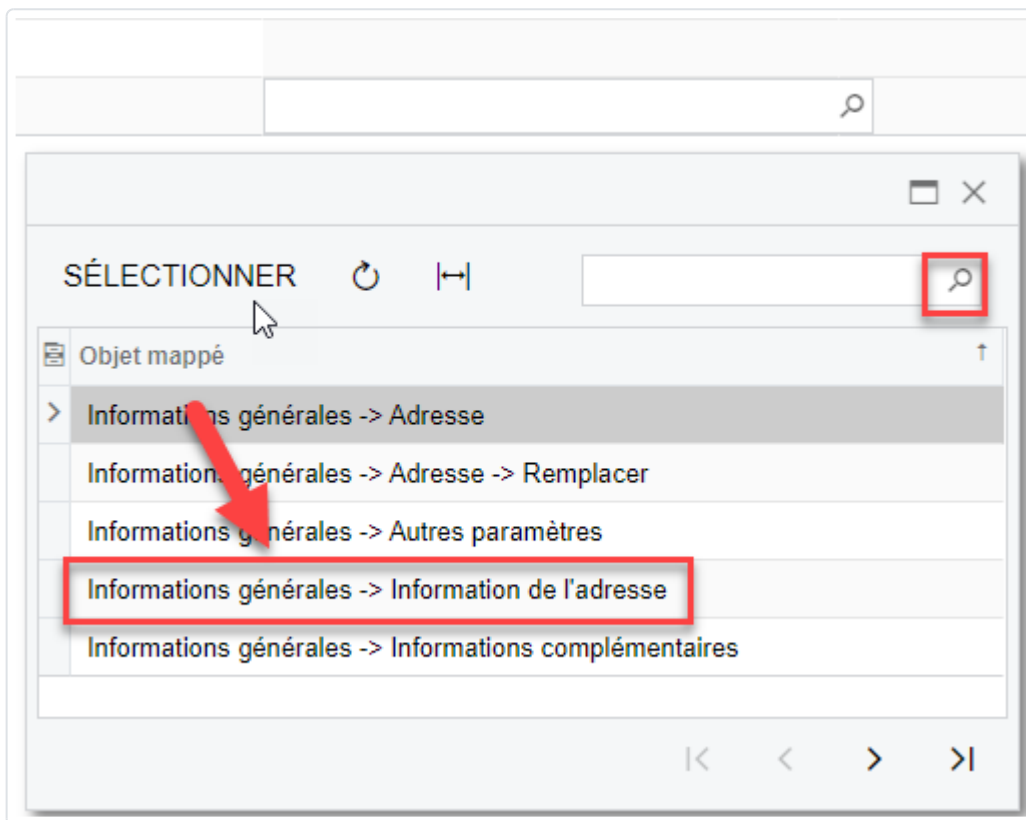 SÉLECTIONNER
Objet mappé
Informations générales -> Adresse
Informations générales -> Adresse -> Remplacer
Informations générales -> Autres paramètres
Informations générales -> Information de l'adresse
Informations générales -> Informations complémentaires